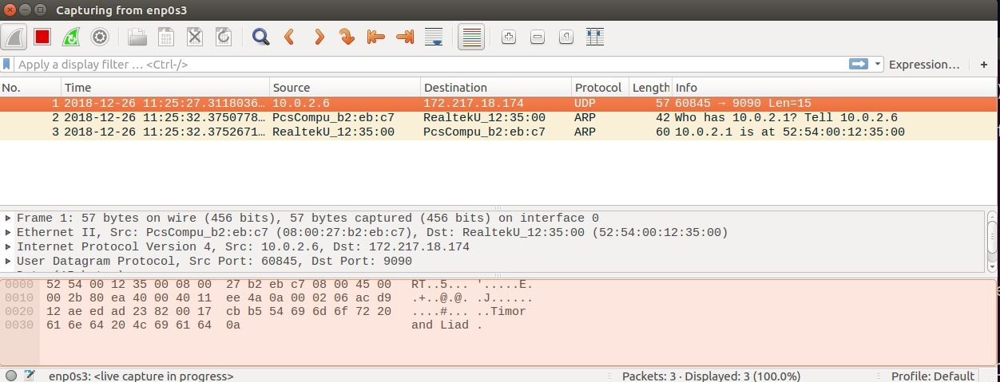 Capturing from enp0s3
Apply a display filter ... <Ctrl-/> Expression... +
No. Time Source Destination Protocol Length Info
1 2018-12-26 11:25:27.3118036... 10.0.2.6 172.217.18.174 UDP 57 60845 → 9090 Len=15
2 2018-12-26 11:25:32.3750778... PcsCompu_b2:eb:c7 RealtekU_12:35:00 ARP 42 Who has 10.0.2.1? Tell 10.0.2.6
3 2018-12-26 11:25:32.3752671... RealtekU_12:35:00 PcsCompu_b2:eb:c7 ARP 60 10.0.2.1 is at 52:54:00:12:35:00
Frame 1: 57 bytes on wire (456 bits), 57 bytes captured (456 bits) on interface 0
Ethernet II, Src: PcsCompu_b2:eb:c7 (08:00:27:b2:eb:c7), Dst: RealtekU_12:35:00 (52:54:00:12:35:00)
Internet Protocol Version 4, Src: 10.0.2.6, Dst: 172.217.18.174
User Datagram Protocol, Src Port: 60845, Dst Port: 9090
0000 52 54 00 12 35 00 08 00 27 b2 eb c7 08 00 45 00 RT..5... '.....E.
0010 00 2b 80 ea 40 00 40 11 ee 4a 0a 00 02 06 ac d9 .+..@.@. .J......
0020 12 ae ed ad 23 82 00 17 cb b5 54 69 6d 6f 72 20 ....#... ..Timor
0030 61 6e 64 20 4c 69 61 64 0a and Liad .
enp0s3: <live capture in progress> Packets: 3 · Displayed: 3 (100.0%) Profile: Default